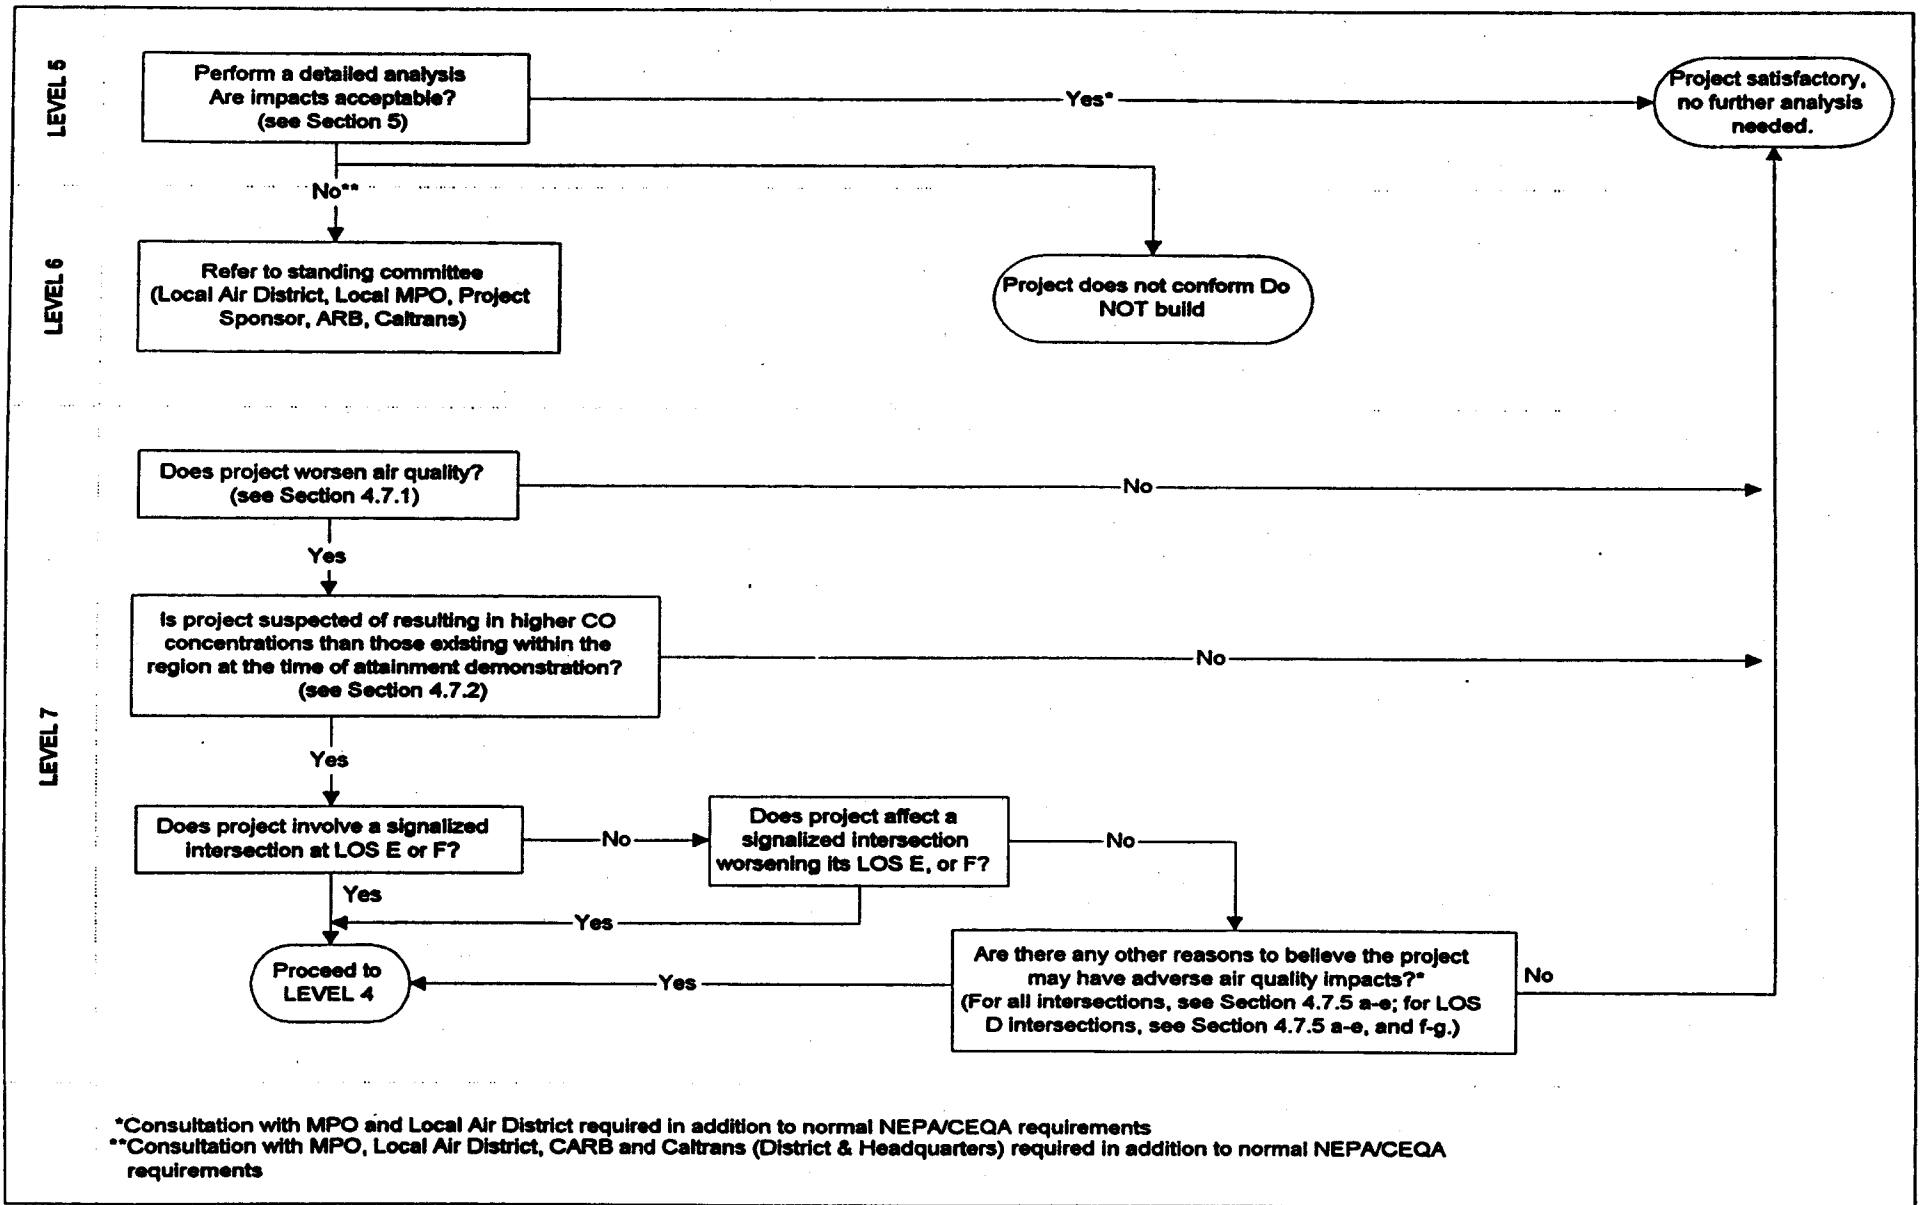 LEVEL 5
Perform a detailed analysis
Are impacts acceptable?
(see Section 5)
Yes*
Project satisfactory,
no further analysis
needed.
No**
LEVEL 6
Refer to standing committee
(Local Air District, Local MPO, Project
Sponsor, ARB, Caltrans)
Project does not conform Do
NOT build
LEVEL 7
Does project worsen air quality?
(see Section 4.7.1)
No
Yes
Is project suspected of resulting in higher CO
concentrations than those existing within the
region at the time of attainment demonstration?
(see Section 4.7.2)
No
Yes
Does project involve a signalized
intersection at LOS E or F?
No
Does project affect a
signalized intersection
worsening its LOS E, or F?
No
Yes
Yes
Proceed to
LEVEL 4
Yes
Are there any other reasons to believe the project
may have adverse air quality impacts?*
(For all intersections, see Section 4.7.5 a-e; for LOS
D intersections, see Section 4.7.5 a-e, and f-g.)
No
*Consultation with MPO and Local Air District required in addition to normal NEPA/CEQA requirements
**Consultation with MPO, Local Air District, CARB and Caltrans (District & Headquarters) required in addition to normal NEPA/CEQA
requirements